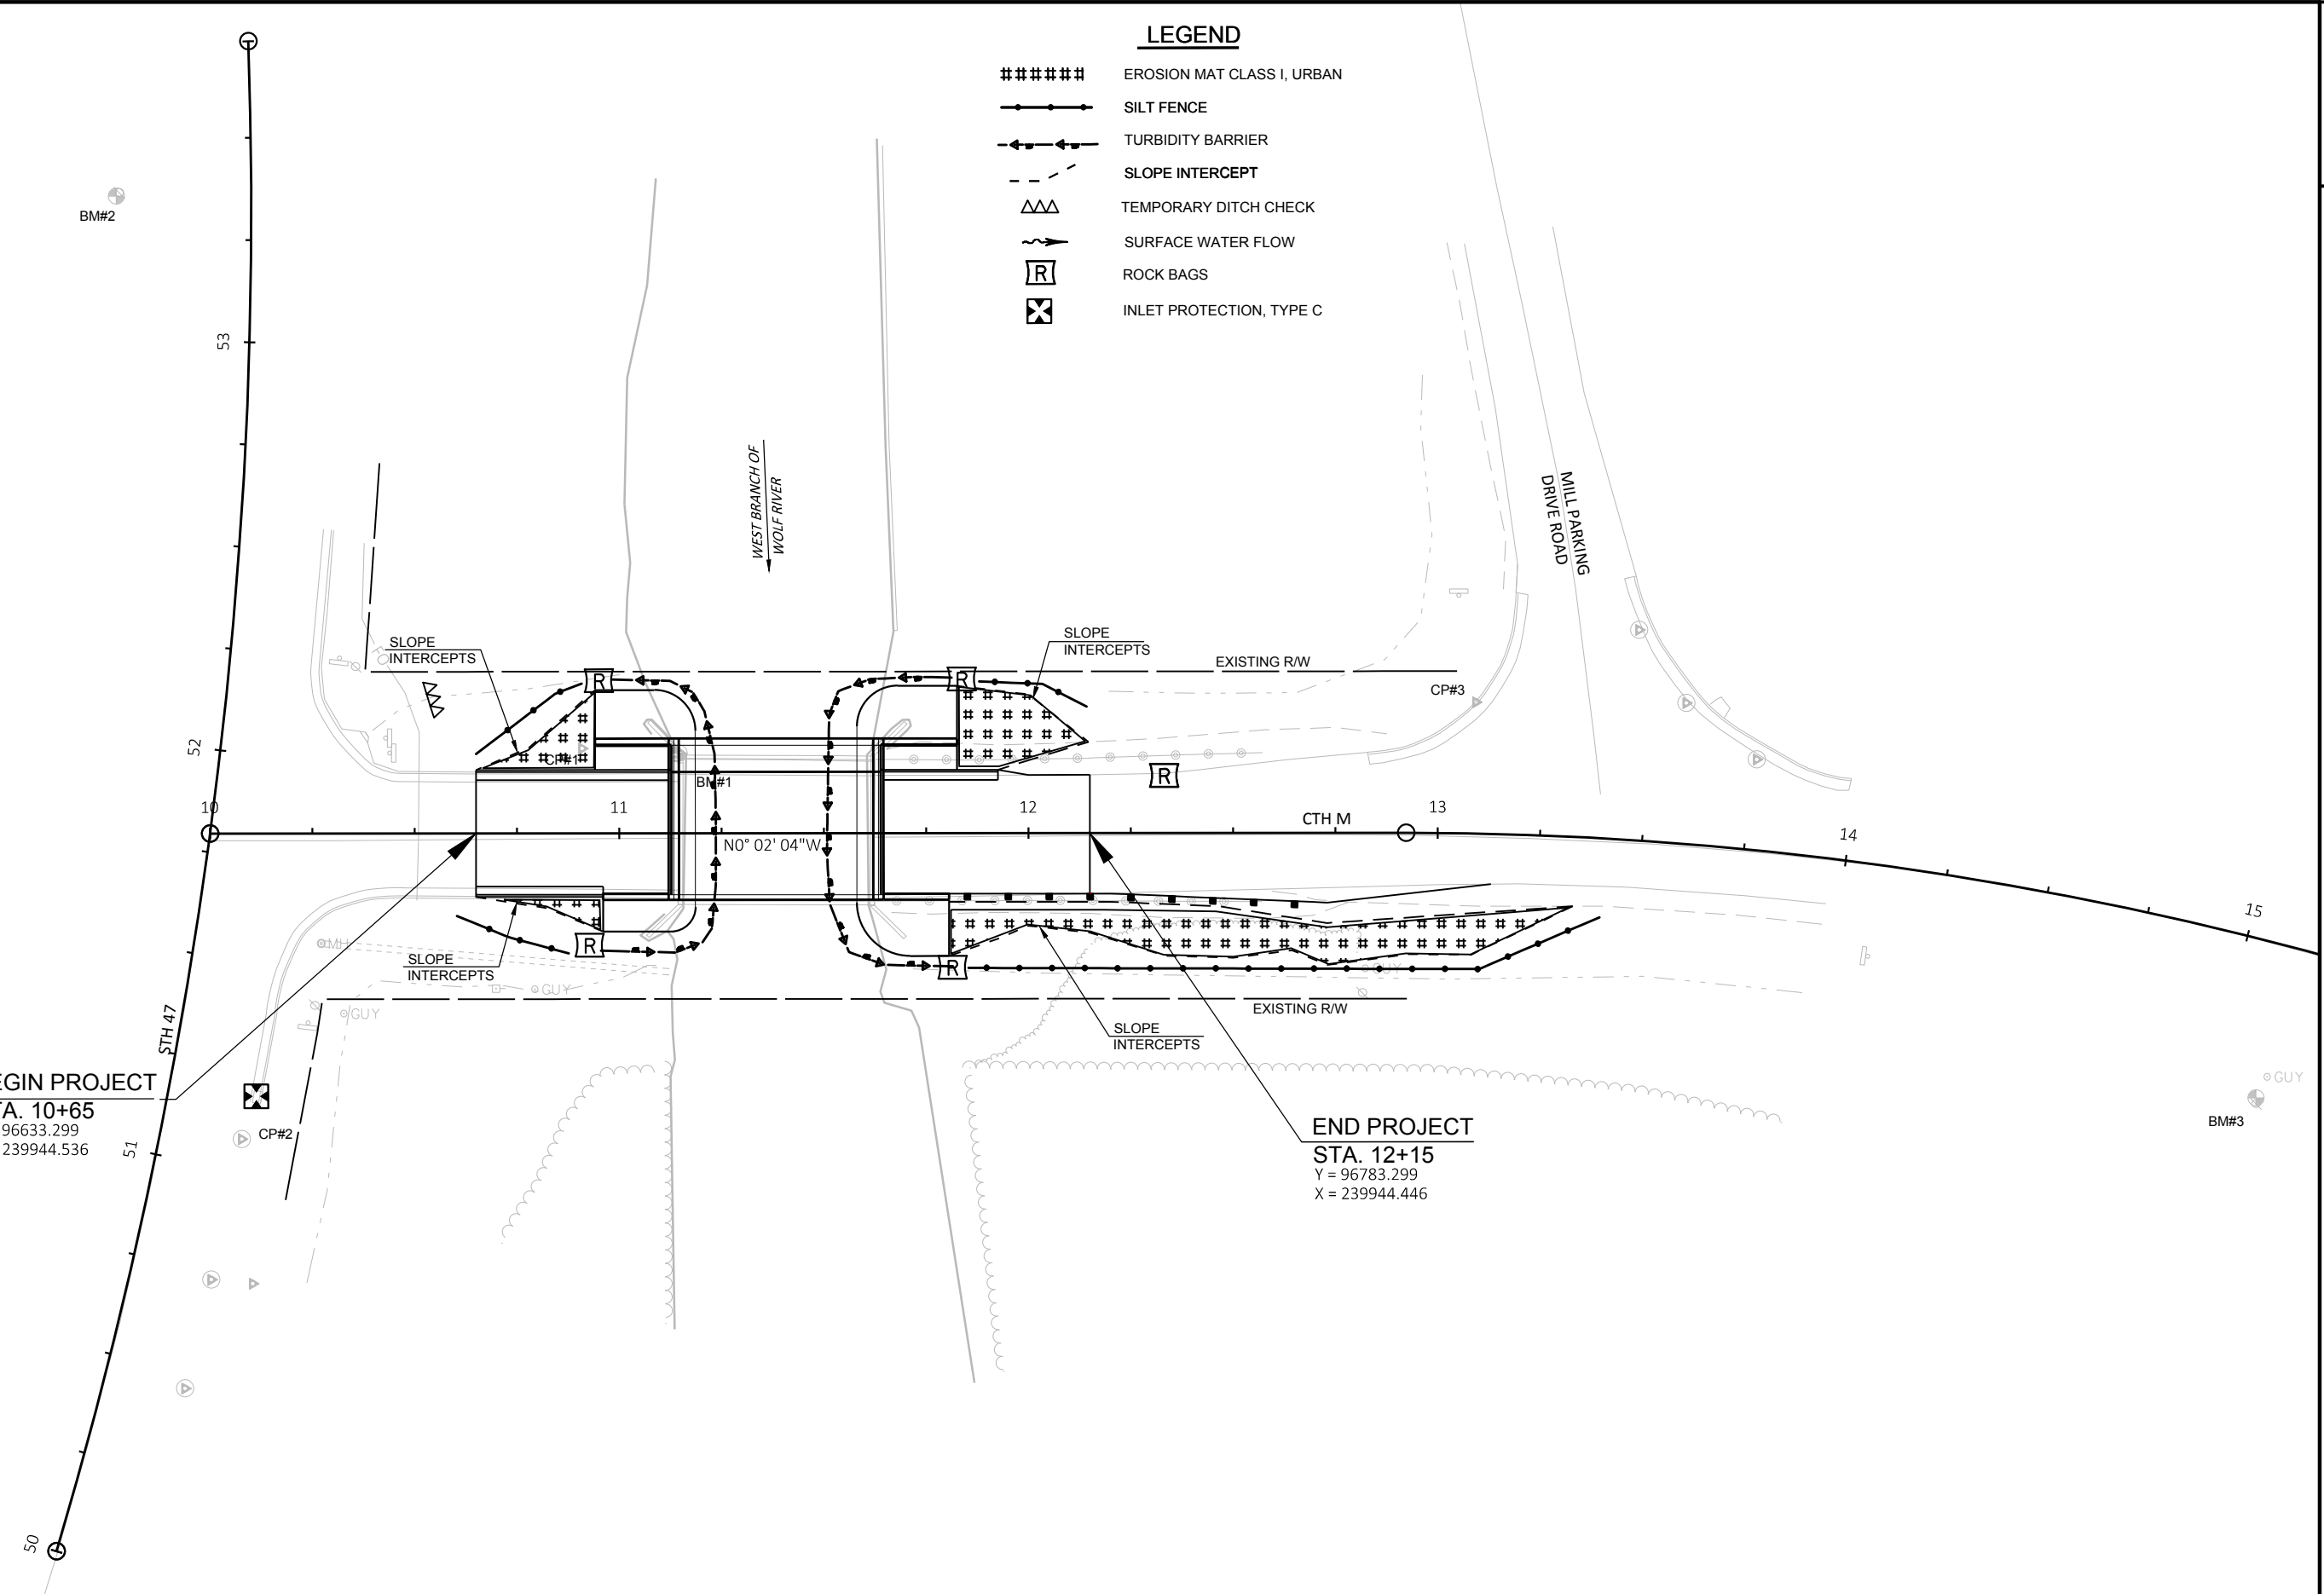 LEGEND
EROSION MAT CLASS I, URBAN
SILT FENCE
TURBIDITY BARRIER
SLOPE INTERCEPT
TEMPORARY DITCH CHECK
SURFACE WATER FLOW
R
ROCK BAGS
INLET PROTECTION, TYPE C
BM#2
53
WEST BRANCH OF
WOLF RIVER
MILL PARKING
DRIVE ROAD
SLOPE
INTERCEPTS
SLOPE
INTERCEPTS
FO
EXISTING R/W
R
R
CP#3
52
CP#1
BM#1
R
10
11
12
13
14
15
CTH M
N0° 02' 04"W
MH
R
R
SLOPE
INTERCEPTS
GUY
GUY
GUY
EXISTING R/W
SLOPE
INTERCEPTS
STH 47
EGIN PROJECT
A. 10+65
96633.299
239944.536
51
CP#2
END PROJECT
STA. 12+15
Y = 96783.299
X = 239944.446
GUY
BM#3
50